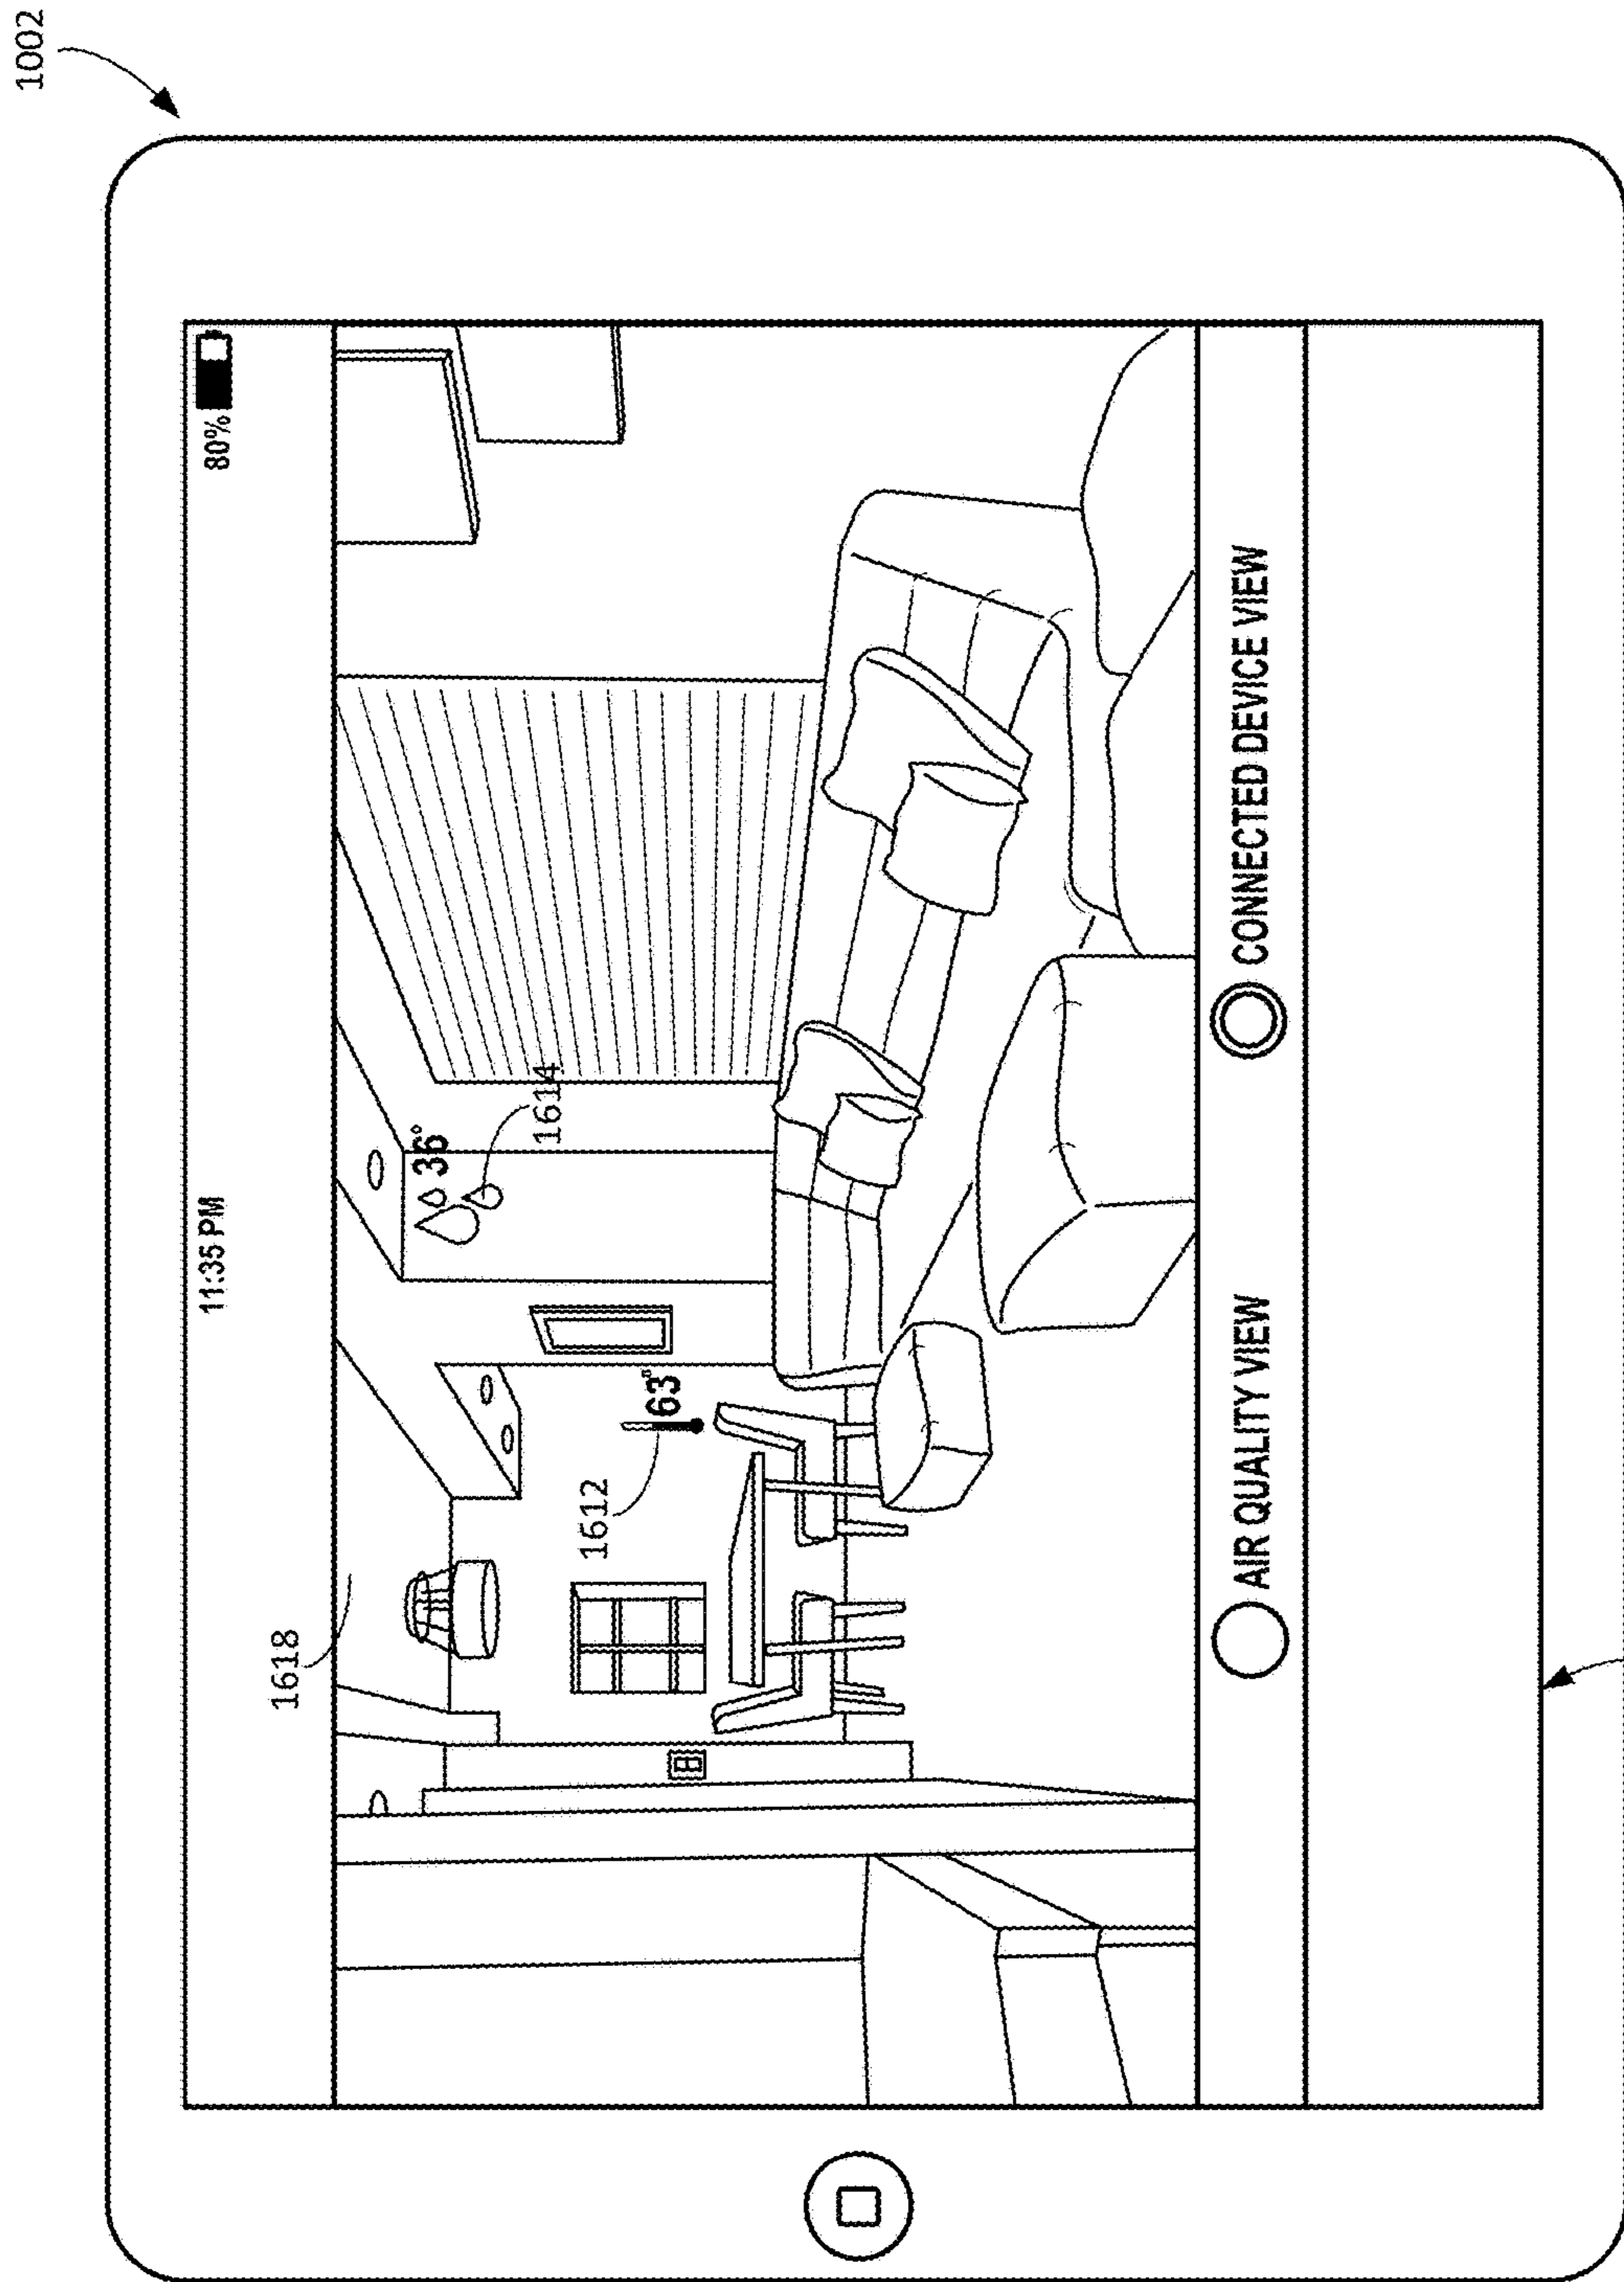 1002
11:35 PM
80%
1618
36°
1614
1612
63°
AIR QUALITY VIEW
CONNECTED DEVICE VIEW